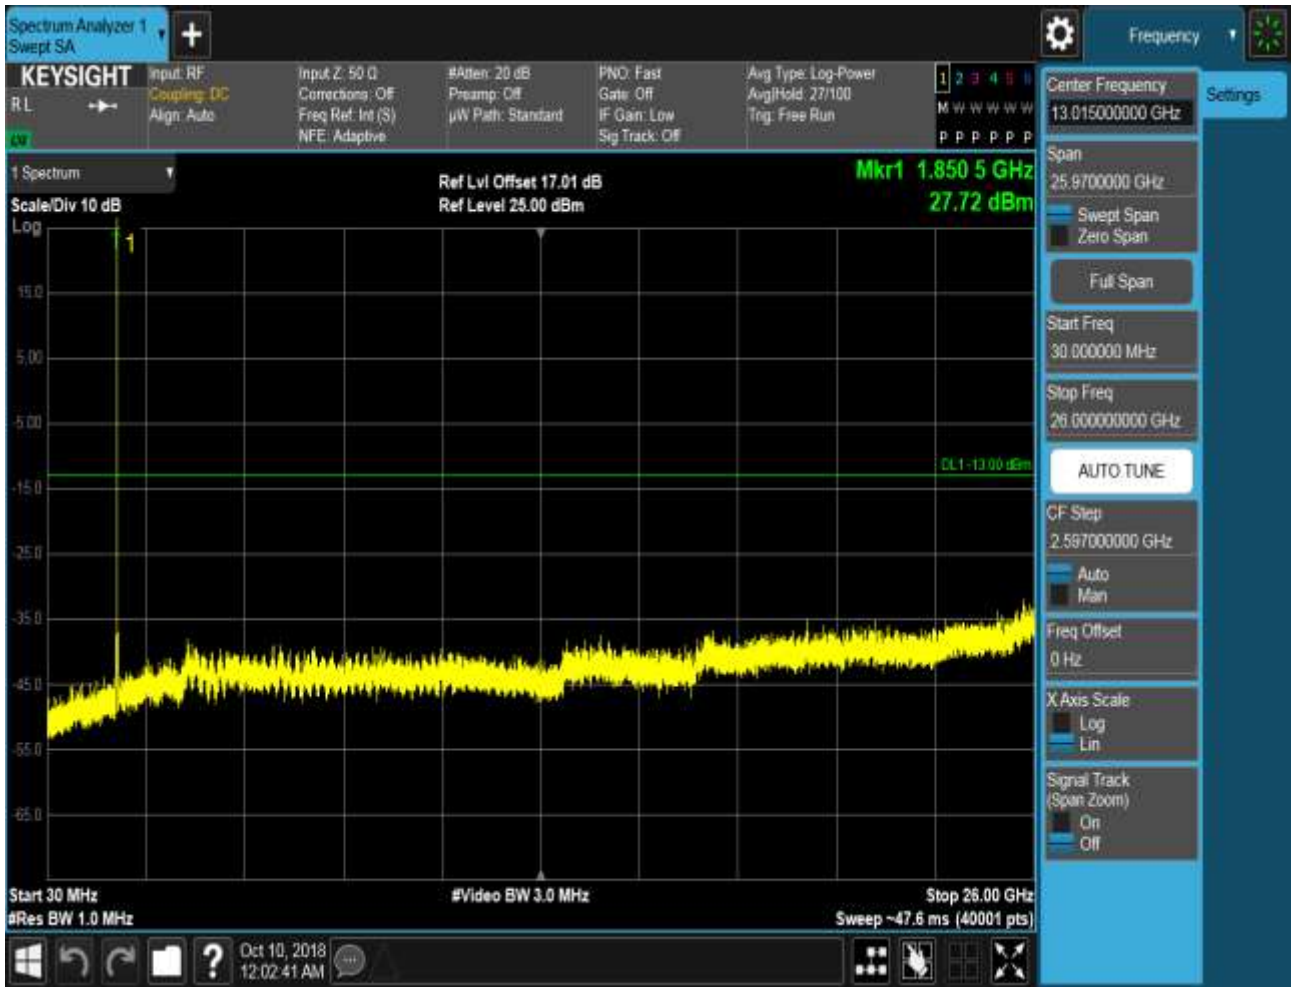 Spectrum Analyzer 1
Swept SA
+
Frequency
KEYSIGHT
RL
LW
Input: RF
Coupling: DC
Align: Auto
Input Z: 50 Ω
Corrections: Off
Freq Ref: Int (S)
NFE: Adaptive
#Atten: 20 dB
Preamp: Off
µW Path: Standard
PNO: Fast
Gate: Off
IF Gain: Low
Sig Track: Off
Avg Type: Log-Power
Avg|Hold: 27/100
Trig: Free Run
1 2 3 4 5 6
M W W W W W
P P P P P P
1 Spectrum
Scale/Div 10 dB
Log
Ref Lvl Offset 17.01 dB
Ref Level 25.00 dBm
Mkr1 1.850 5 GHz
27.72 dBm
1
15.0
5.00
-5.00
DL1 -13.00 dBm
-15.0
-25.0
-35.0
-45.0
-55.0
-65.0
Start 30 MHz
#Res BW 1.0 MHz
#Video BW 3.0 MHz
Stop 26.00 GHz
Sweep ~47.6 ms (40001 pts)
Center Frequency
13.015000000 GHz
Settings
Span
25.9700000 GHz
Swept Span
Zero Span
Full Span
Start Freq
30.000000 MHz
Stop Freq
26.000000000 GHz
AUTO TUNE
CF Step
2.597000000 GHz
Auto
Man
Freq Offset
0 Hz
X Axis Scale
Log
Lin
Signal Track
(Span Zoom)
On
Off
?
Oct 10, 2018
12:02:41 AM